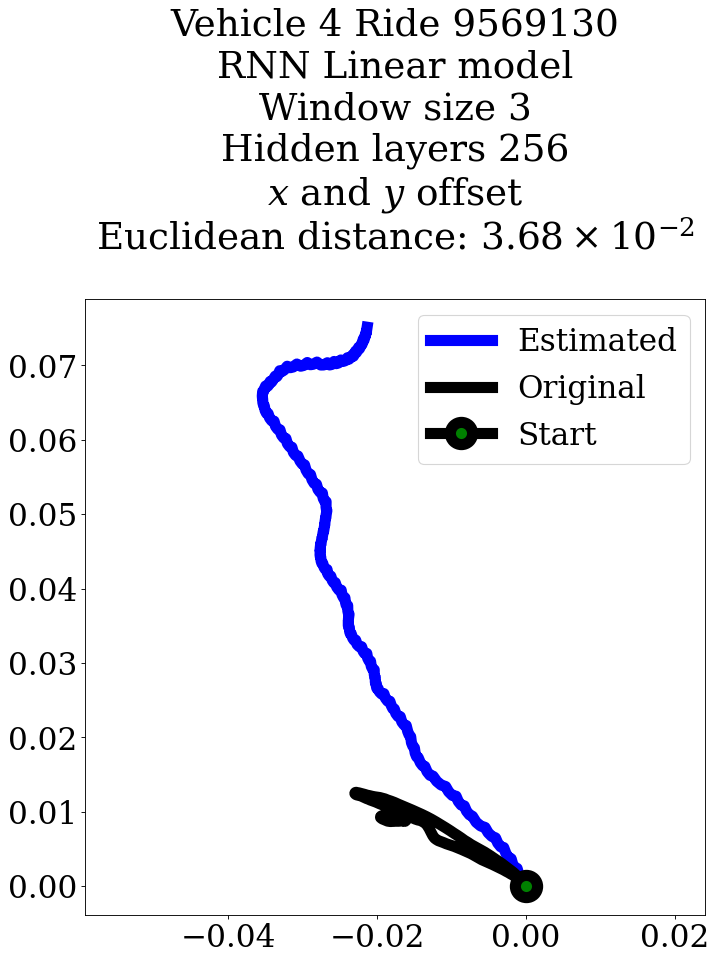 Vehicle 4 Ride 9569130
RNN Linear model
Window size 3
Hidden layers 256
x and y offset
Euclidean distance: 3.68 × 10⁻²
Estimated
Original
Start
0.07
0.06
0.05
0.04
0.03
0.02
0.01
0.00
−0.04
−0.02
0.00
0.02